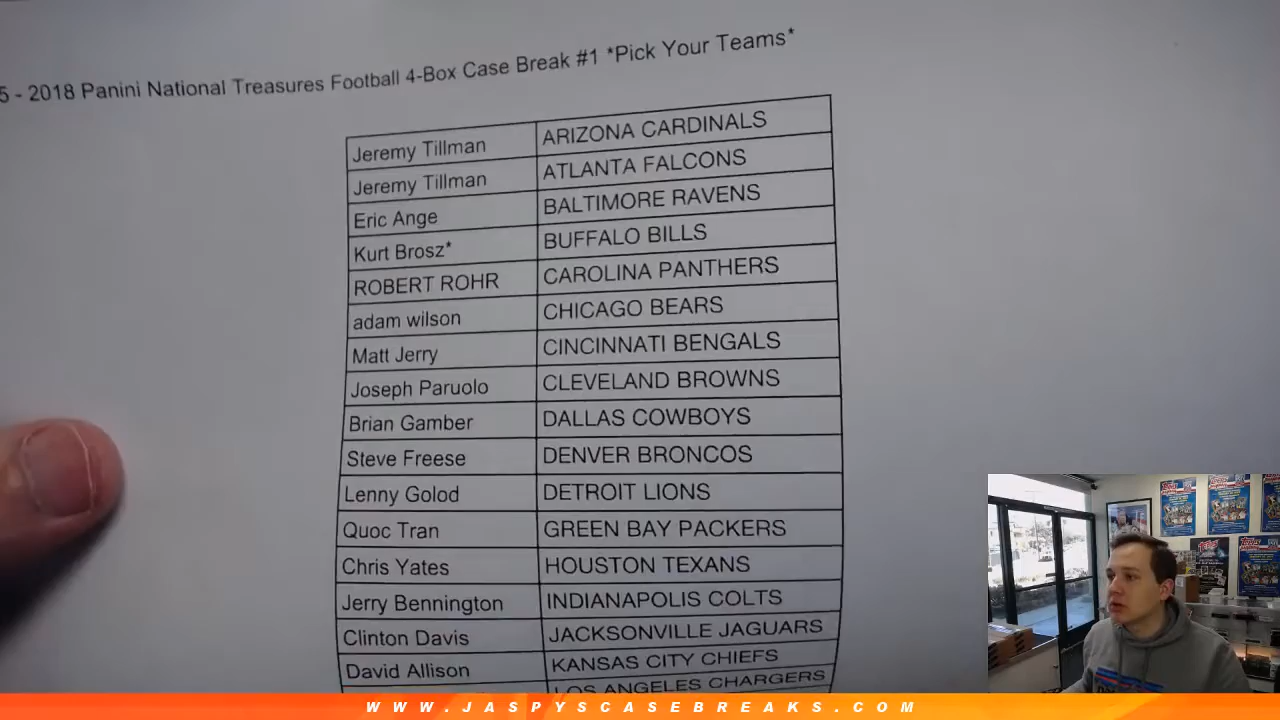 5 - 2018 Panini National Treasures Football 4-Box Case Break #1 *Pick Your Teams*
Jeremy Tillman ARIZONA CARDINALS
Jeremy Tillman ATLANTA FALCONS
Eric Ange BALTIMORE RAVENS
Kurt Brosz* BUFFALO BILLS
ROBERT ROHR CAROLINA PANTHERS
adam wilson CHICAGO BEARS
Matt Jerry CINCINNATI BENGALS
Joseph Paruolo CLEVELAND BROWNS
Brian Gamber DALLAS COWBOYS
Steve Freese DENVER BRONCOS
Lenny Golod DETROIT LIONS
Quoc Tran GREEN BAY PACKERS
Chris Yates HOUSTON TEXANS
Jerry Bennington INDIANAPOLIS COLTS
Clinton Davis JACKSONVILLE JAGUARS
David Allison KANSAS CITY CHIEFS
LOS ANGELES CHARGERS
WWW.JASPYSCASEBREAKS.COM